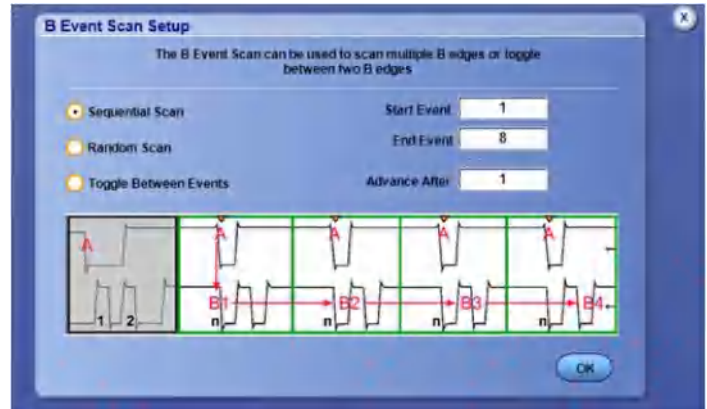 B Event Scan Setup
X
The B Event Scan can be used to scan multiple B edges or toggle
between two B edges
Sequential Scan
Start Event 1
Random Scan
End Event 8
Toggle Between Events
Advance After 1
A A A A A
B1 B2 B3 B4
1 2 n n n n
OK